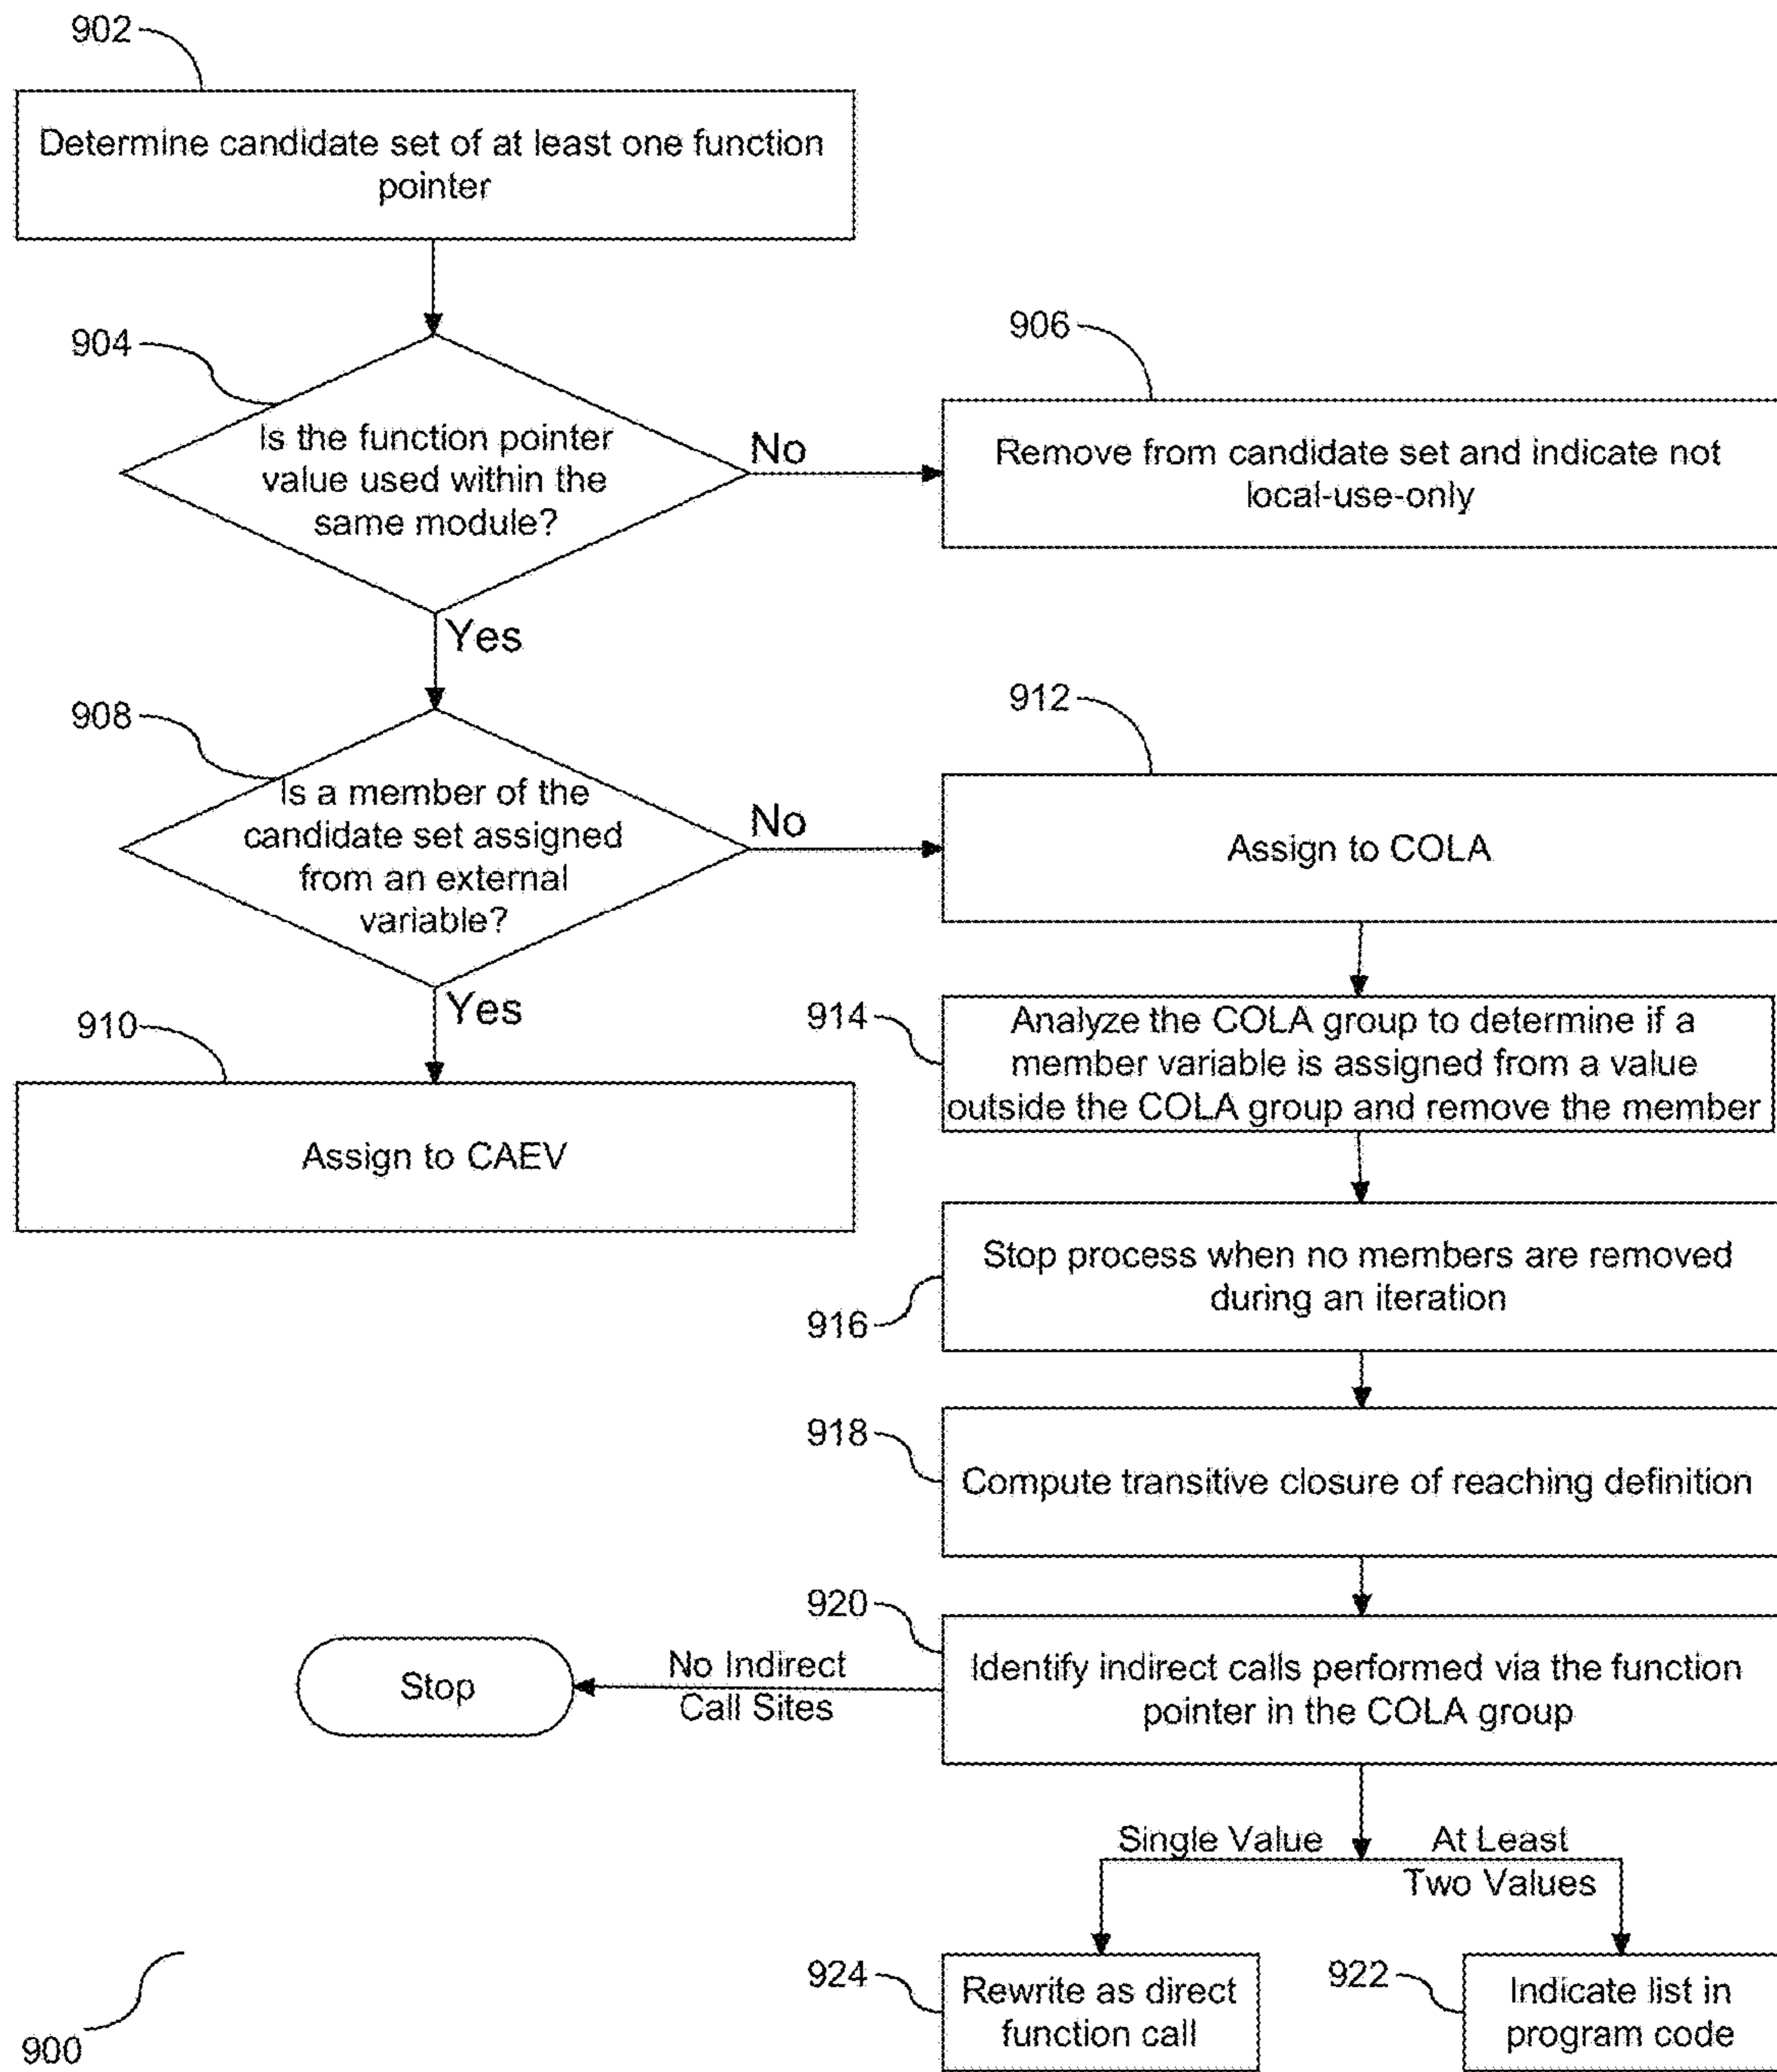 902
Determine candidate set of at least one function
pointer
904
Is the function pointer
value used within the
same module?
No
906
Remove from candidate set and indicate not
local-use-only
Yes
908
Is a member of the
candidate set assigned
from an external
variable?
No
912
Assign to COLA
Yes
910
Assign to CAEV
914
Analyze the COLA group to determine if a
member variable is assigned from a value
outside the COLA group and remove the member
Stop process when no members are removed
during an iteration
916
918
Compute transitive closure of reaching definition
920
Identify indirect calls performed via the function
pointer in the COLA group
No Indirect
Call Sites
Stop
Single Value
At Least
Two Values
924
Rewrite as direct
function call
922
Indicate list in
program code
900